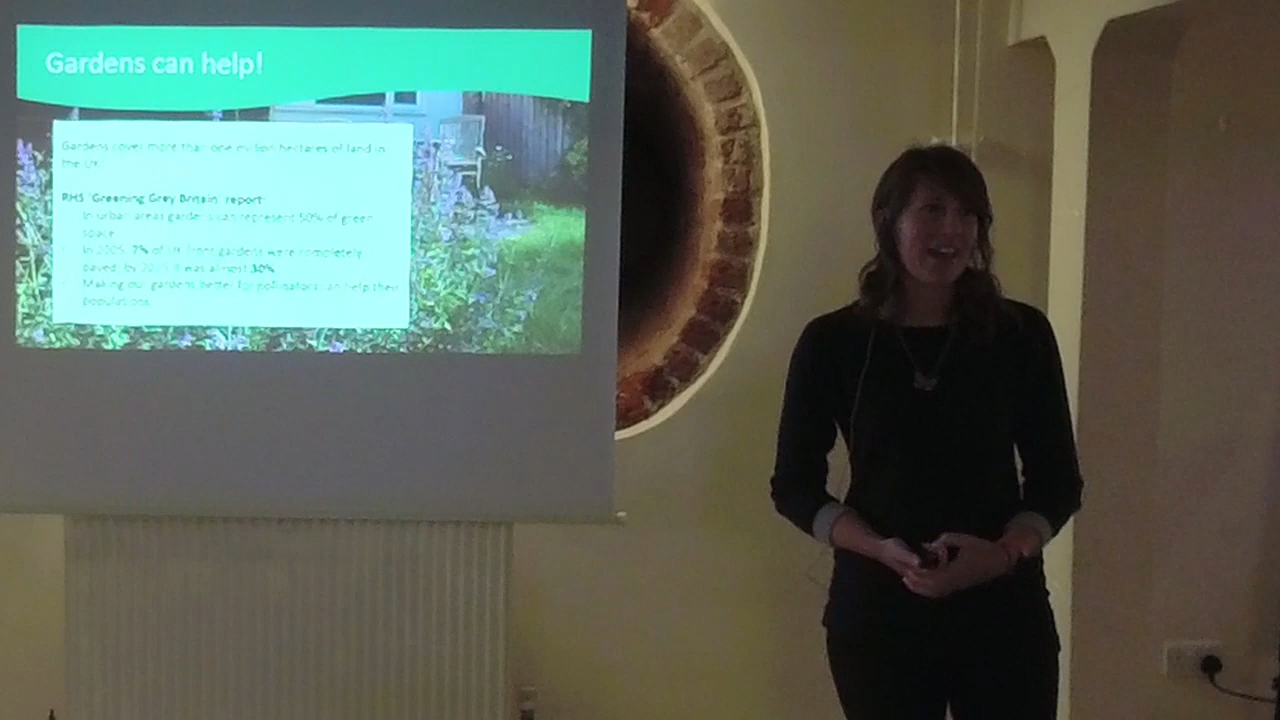 Gardens can help!
Gardens cover more than one million hectares of land in
the UK
RHS 'Greening Grey Britain' report:
In urban areas gardens can represent 50% of green
space
In 2005, 7% of UK front gardens were completely
paved, by it was almost 30%
Making our gardens better for pollinators can help their
populations